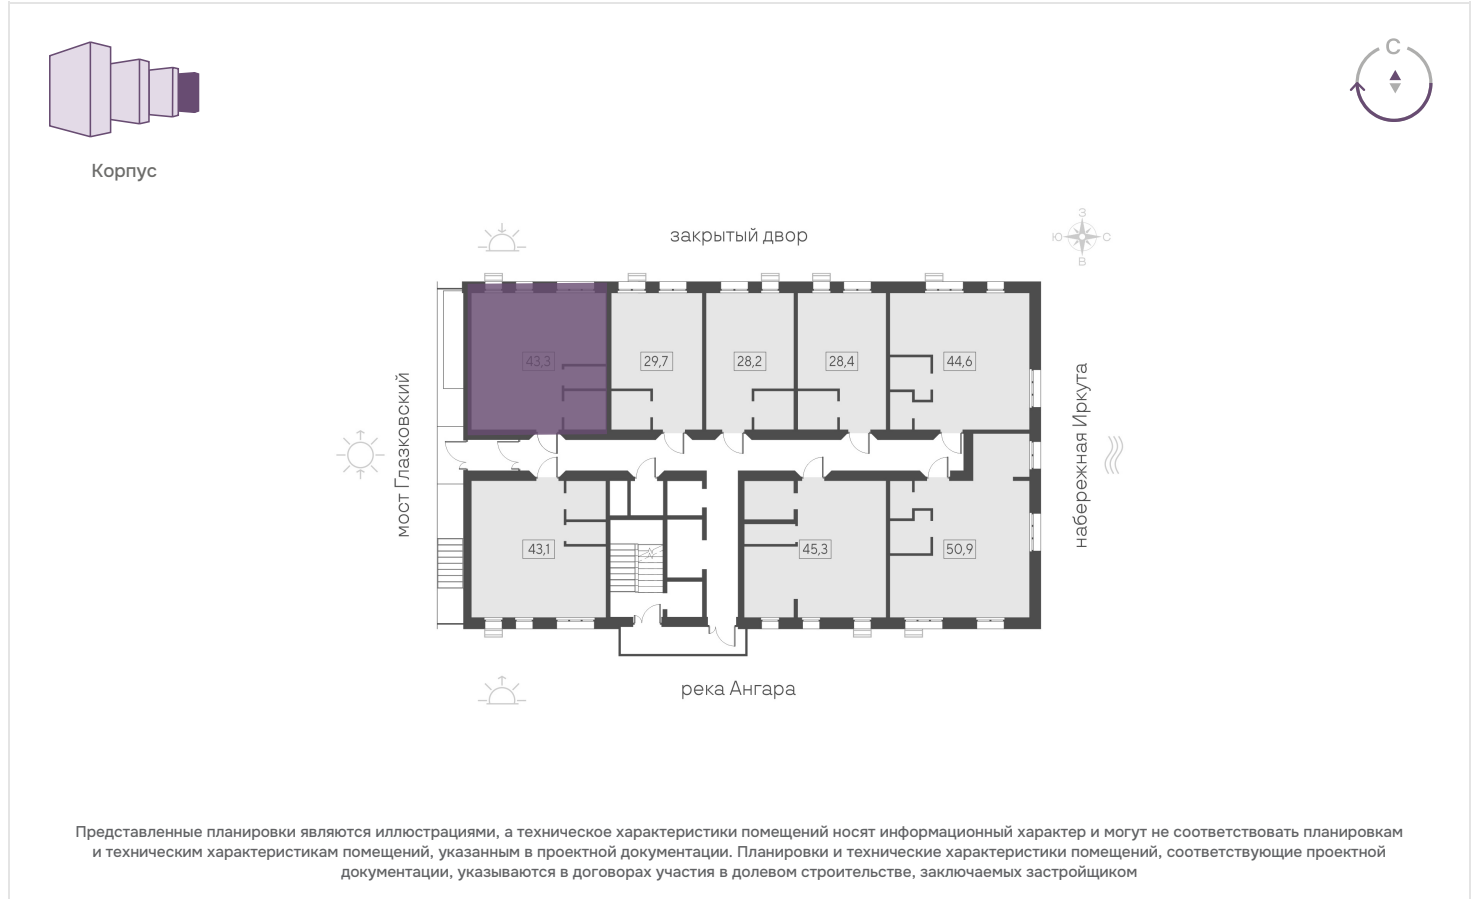 С
Корпус
закрытый двор
З
Ю
С
В
43,3
29,7
28,2
28,4
44,6
мост Глазковский
набережная Иркута
43,1
45,3
50,9
река Ангара
Представленные планировки являются иллюстрациями, а техническое характеристики помещений носят информационный характер и могут не соответствовать планировкам
и техническим характеристикам помещений, указанным в проектной документации. Планировки и технические характеристики помещений, соответствующие проектной
документации, указываются в договорах участия в долевом строительстве, заключаемых застройщиком